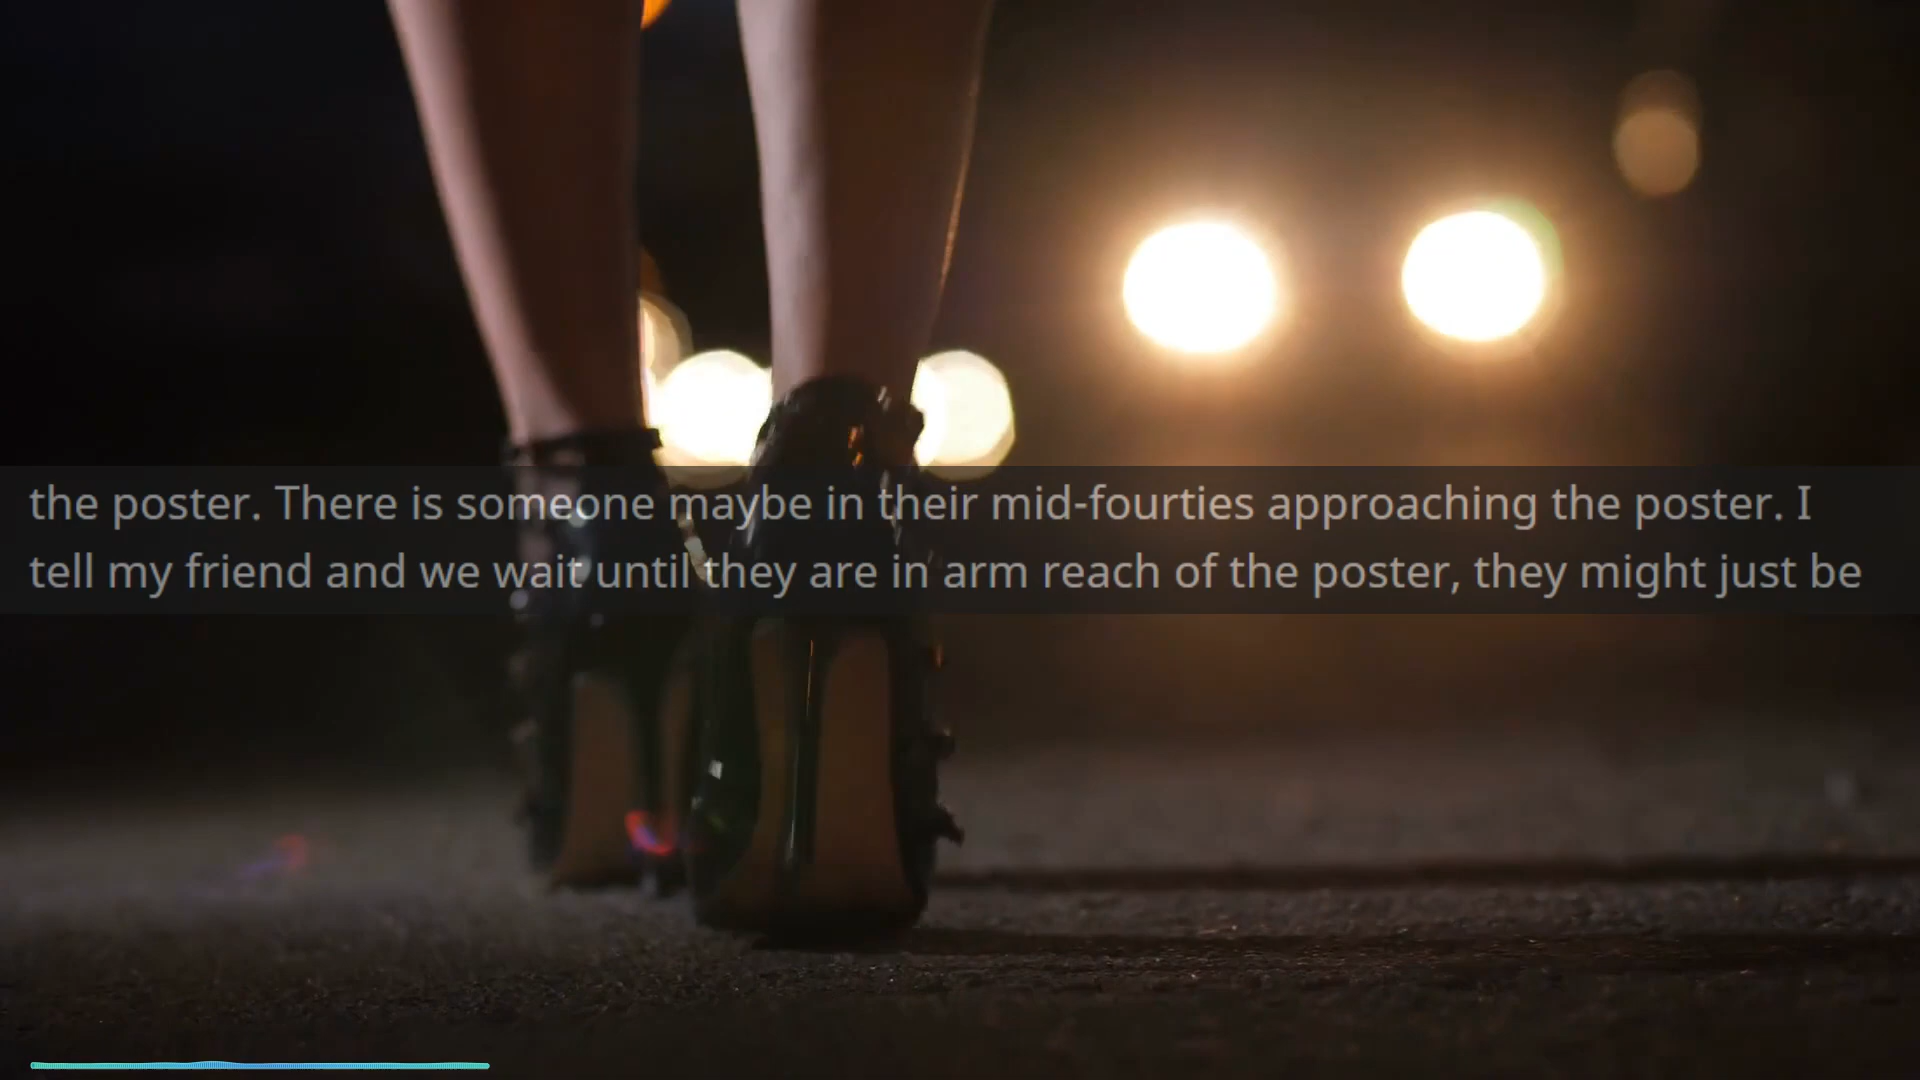 the poster. There is someone maybe in their mid-fourties approaching the poster. I
tell my friend and we wait until they are in arm reach of the poster, they might just be